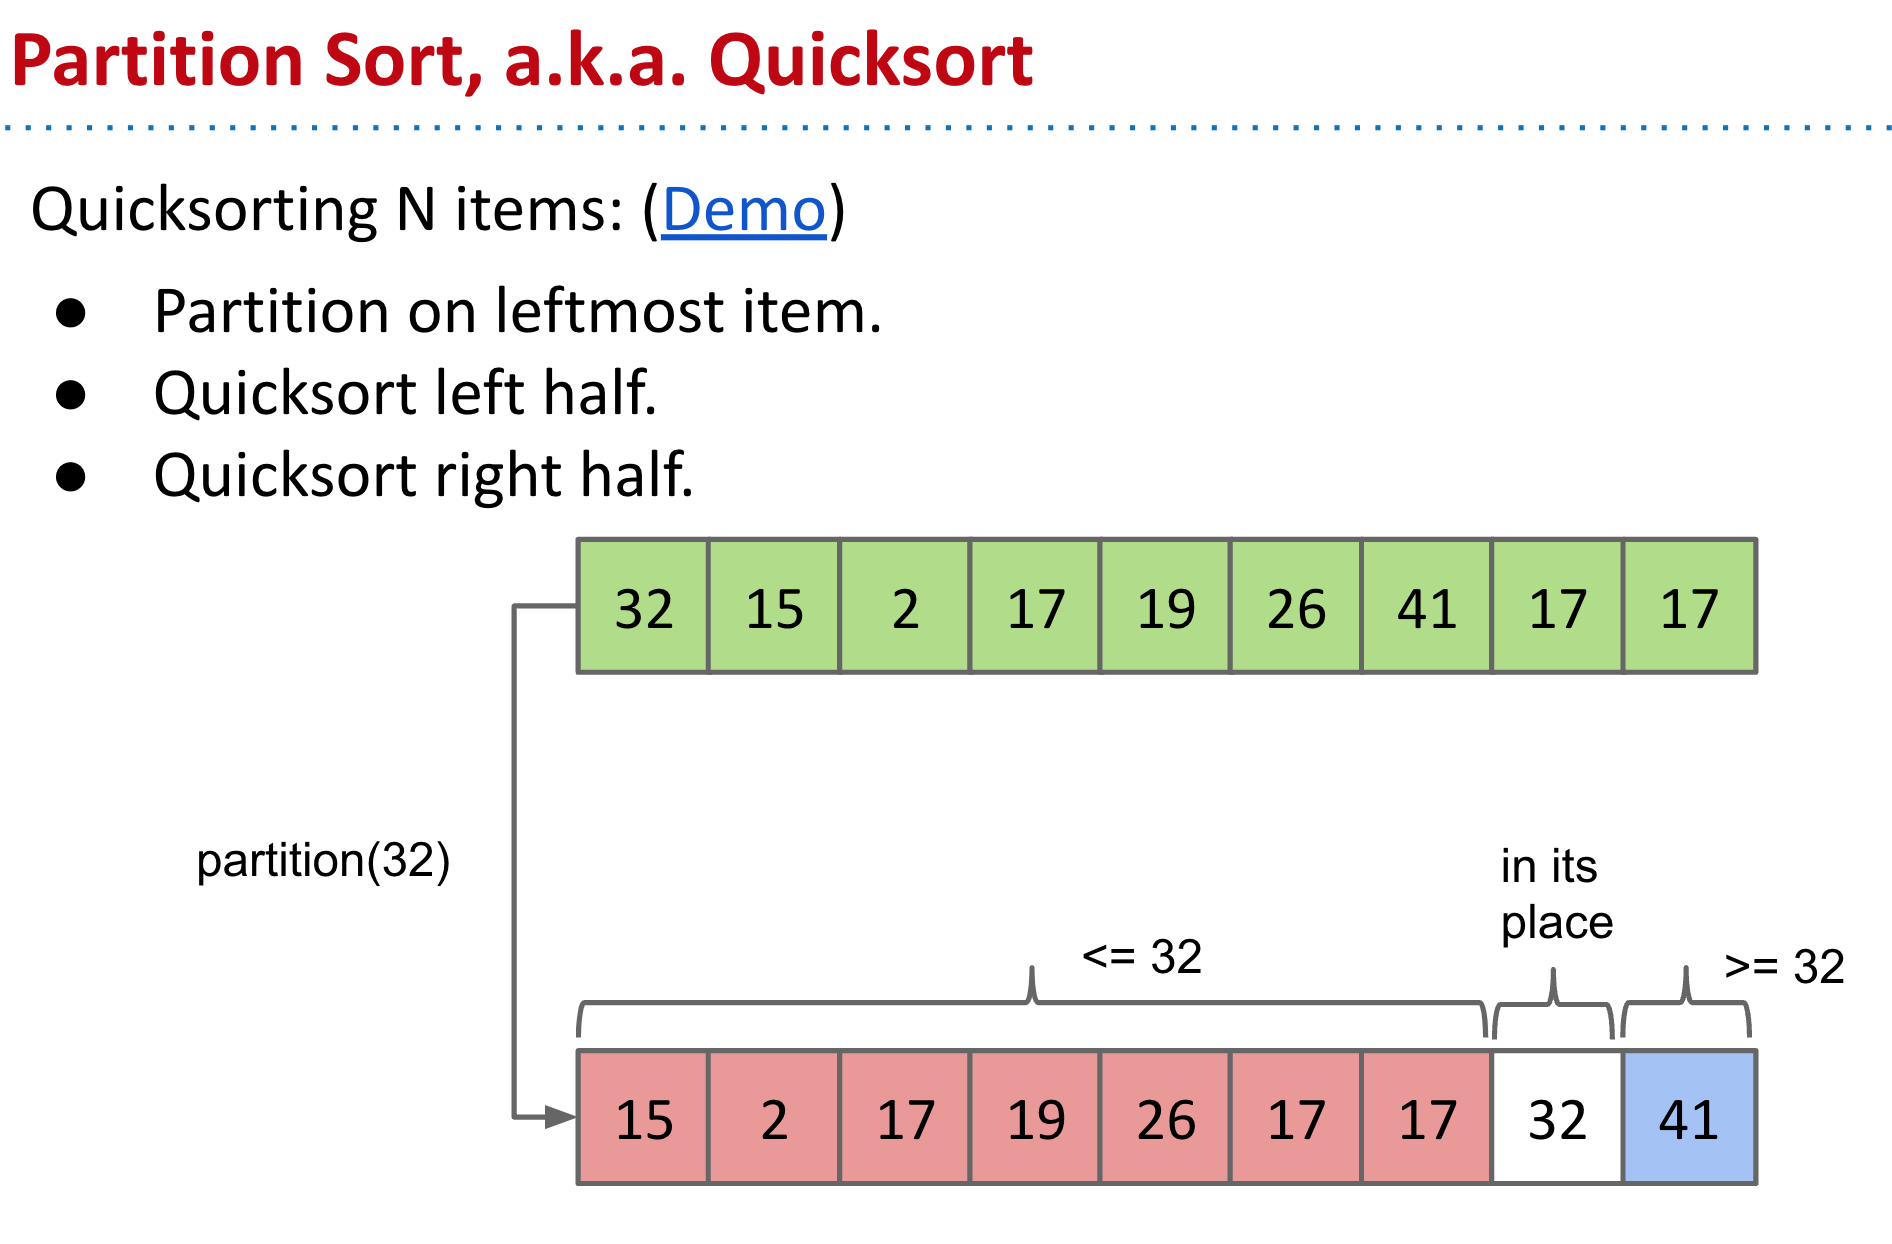 Partition Sort, a.k.a. Quicksort
Quicksorting N items: (Demo)
● Partition on leftmost item.
● Quicksort left half.
● Quicksort right half.
32 15 2 17 19 26 41 17 17
partition(32)
in its
place
<= 32
>= 32
15 2 17 19 26 17 17 32 41